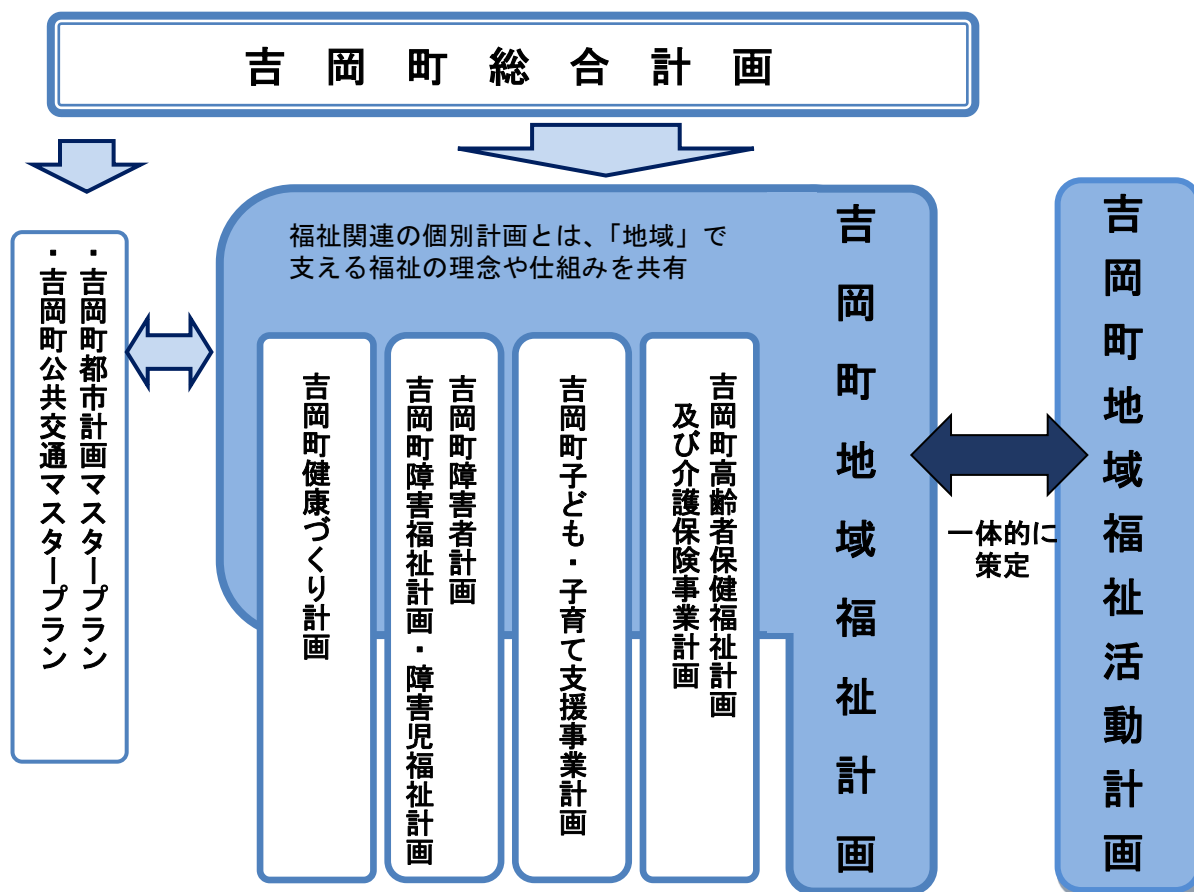 吉岡町総合計画
福祉関連の個別計画とは、「地域」で
支える福祉の理念や仕組みを共有
・吉岡町都市計画マスタープラン
・吉岡町公共交通マスタープラン
吉岡町健康づくり計画
吉岡町障害者計画
吉岡町障害福祉計画・障害児福祉計画
吉岡町子ども・子育て支援事業計画
吉岡町高齢者保健福祉計画
及び介護保険事業計画
吉岡町地域福祉計画
一体的に
策定
吉岡町地域福祉活動計画